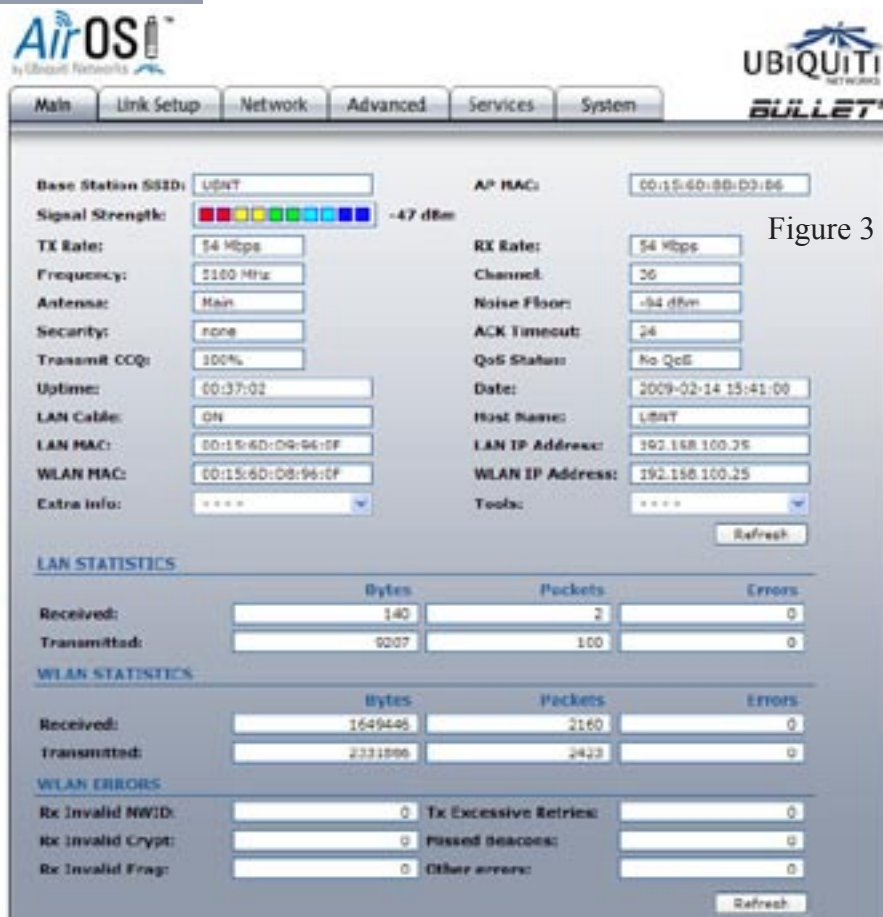 AirOS™
by Ubiquiti Networks
UBiQUiTi
NETWORKS
BULLET
Main Link Setup Network Advanced Services System
Base Station SSID: UBNT AP MAC: 00:15:6D:8B:D3:86
Signal Strength: -47 dBm
Figure 3
TX Rate: 54 Mbps RX Rate: 54 Mbps
Frequency: 5180 MHz Channel: 36
Antenna: Main Noise Floor: -94 dBm
Security: none ACK Timeout: 24
Transmit CCQ: 100% QoS Status: No QoS
Uptime: 00:37:02 Date: 2009-02-14 15:41:00
LAN Cable: ON Host Name: UBNT
LAN MAC: 00:15:6D:D9:96:0F LAN IP Address: 192.168.100.25
WLAN MAC: 00:15:6D:D8:96:0F WLAN IP Address: 192.168.100.25
Extra info: - - - - Tools: - - - -
Refresh
LAN STATISTICS
Bytes Packets Errors
Received: 140 2 0
Transmitted: 9207 100 0
WLAN STATISTICS
Bytes Packets Errors
Received: 1649446 2160 0
Transmitted: 2423 0
WLAN ERRORS
Rx Invalid NWID: 0 Tx Excessive Retries: 0
Rx Invalid Crypt: 0 Missed Beacons: 0
Rx Invalid Frag: 0 Other errors: 0
Refresh